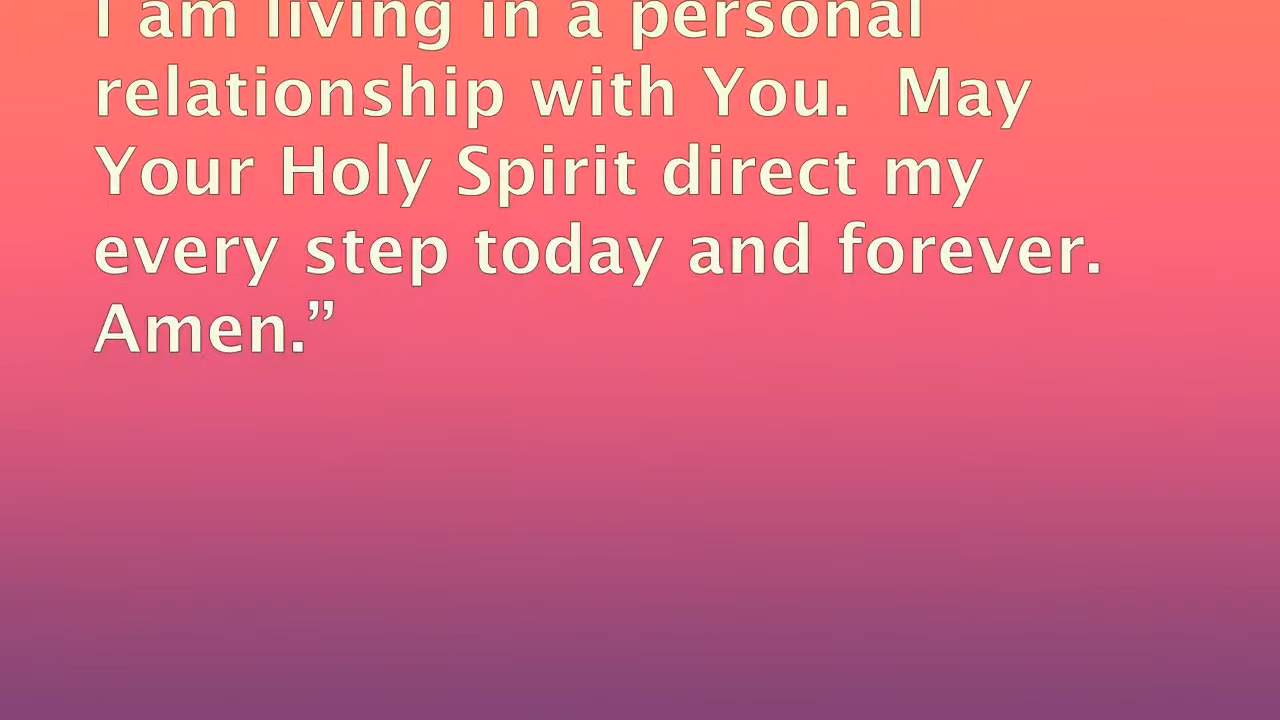 I am living in a personal
relationship with You.  May
Your Holy Spirit direct my
every step today and forever.
Amen.”